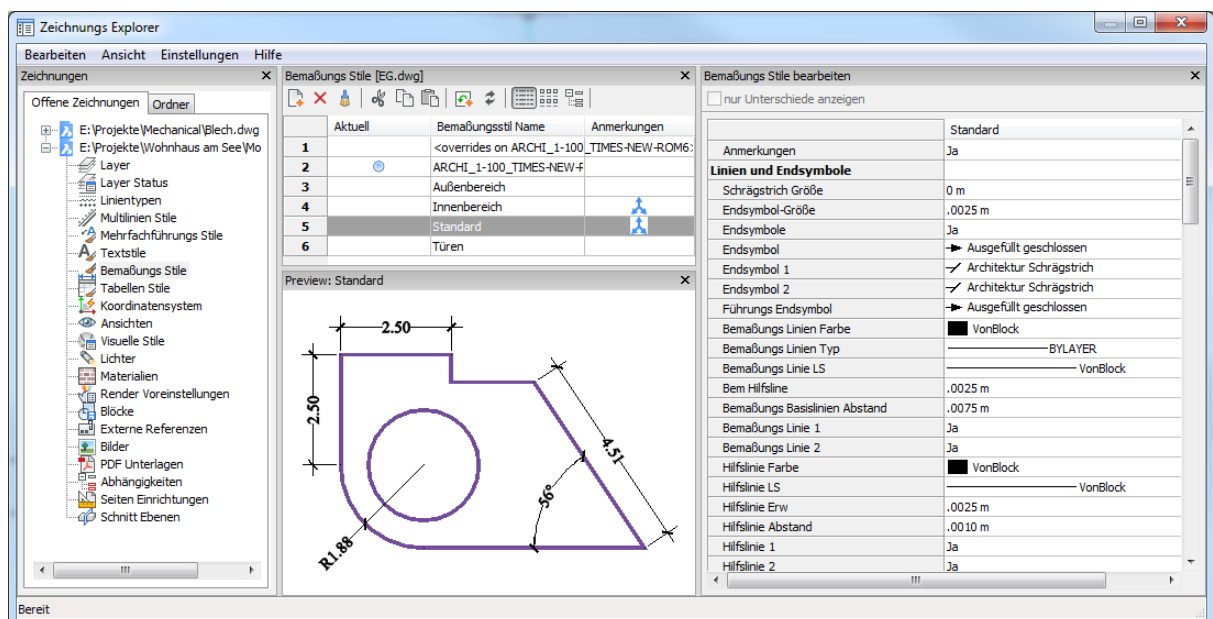 Zeichnungs Explorer
Bearbeiten Ansicht Einstellungen Hilfe
Zeichnungen
Offene Zeichnungen Ordner
E:\Projekte\Mechanical\Blech.dwg
E:\Projekte\Wohnhaus am See\Mo
Layer
Layer Status
Linientypen
Multilinien Stile
Mehrfachführungs Stile
Textstile
Bemaßungs Stile
Tabellen Stile
Koordinatensystem
Ansichten
Visuelle Stile
Lichter
Materialien
Render Voreinstellungen
Blöcke
Externe Referenzen
Bilder
PDF Unterlagen
Abhängigkeiten
Seiten Einrichtungen
Schnitt Ebenen
Bemaßungs Stile [EG.dwg]
Aktuell Bemaßungsstil Name Anmerkungen
1 <overrides on ARCHI_1-100_TIMES-NEW-ROM6>
2 ARCHI_1-100_TIMES-NEW-R
3 Außenbereich
4 Innenbereich
5 Standard
6 Türen
Preview: Standard
2.50
2.50
4.51
56°
R1.88
Bemaßungs Stile bearbeiten
nur Unterschiede anzeigen
Standard
Anmerkungen Ja
Linien und Endsymbole
Schrägstrich Größe 0 m
Endsymbol-Größe .0025 m
Endsymbole Ja
Endsymbol Ausgefüllt geschlossen
Endsymbol 1 Architektur Schrägstrich
Endsymbol 2 Architektur Schrägstrich
Führungs Endsymbol Ausgefüllt geschlossen
Bemaßungs Linien Farbe VonBlock
Bemaßungs Linien Typ BYLAYER
Bemaßungs Linie LS VonBlock
Bem Hilfsline .0025 m
Bemaßungs Basislinien Abstand .0075 m
Bemaßungs Linie 1 Ja
Bemaßungs Linie 2 Ja
Hilfslinie Farbe VonBlock
Hilfslinie LS VonBlock
Hilfslinie Erw .0025 m
Hilfslinie Abstand .0010 m
Hilfslinie 1 Ja
Hilfslinie 2 Ja
Bereit